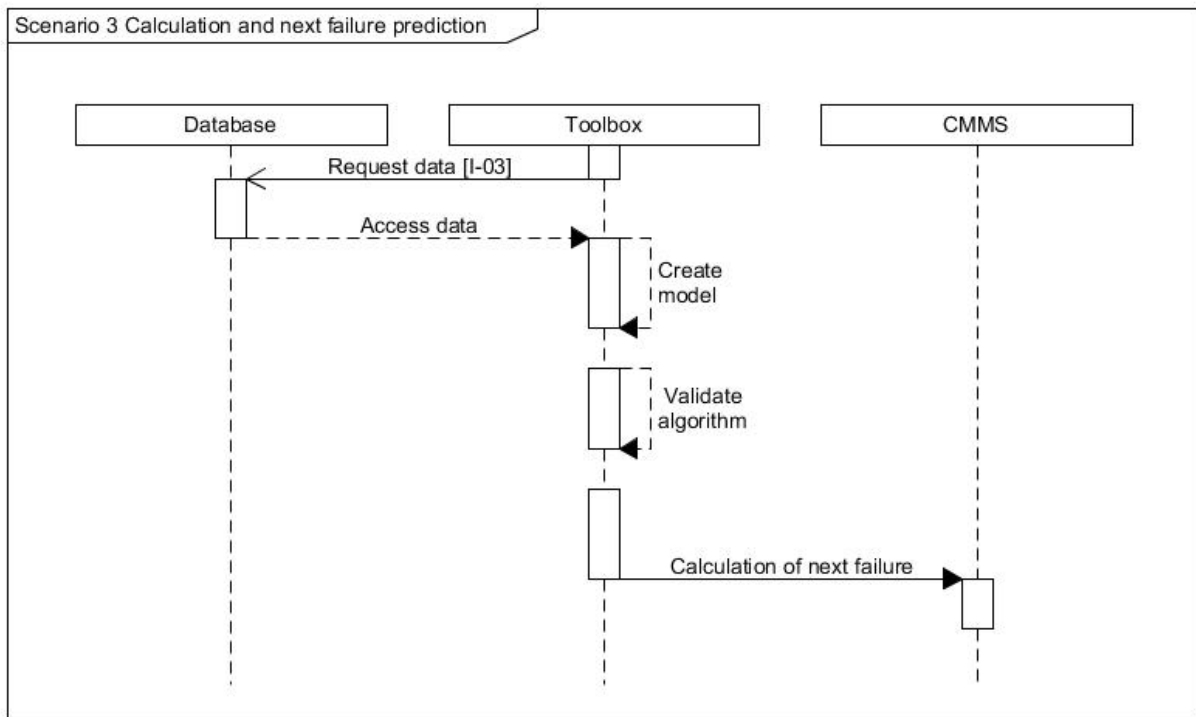 Scenario 3 Calculation and next failure prediction
Database
Toolbox
CMMS
Request data [I-03]
Access data
Create
model
Validate
algorithm
Calculation of next failure